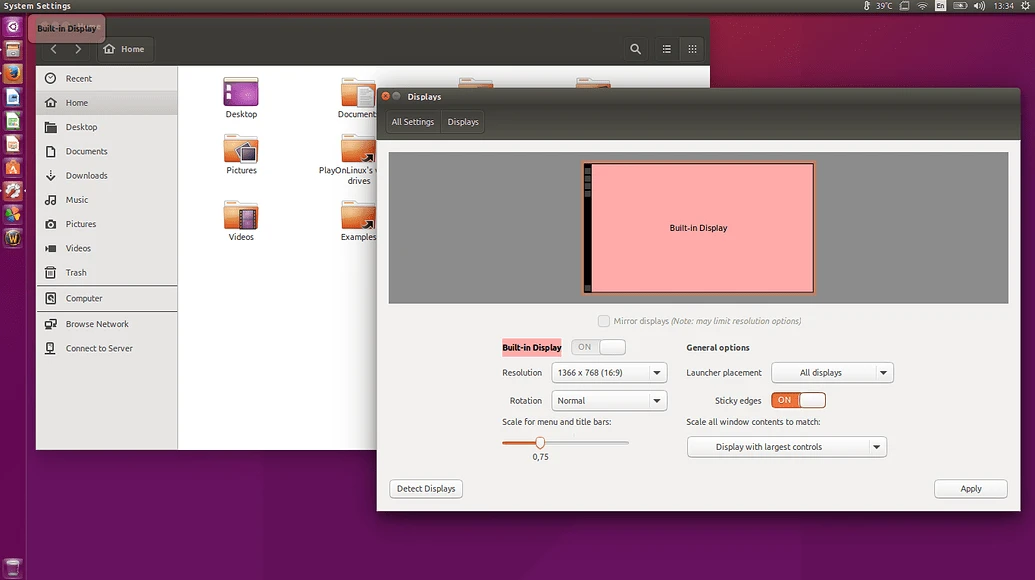 System Settings
39°C
En
13:34
Built-in Display
Home
Recent
Home
Desktop
Documents
Downloads
Music
Pictures
Videos
Trash
Computer
Browse Network
Connect to Server
Desktop
Document
Pictures
PlayOnLinux's
drives
Videos
Examples
Displays
All Settings
Displays
Built-in Display
Mirror displays (Note: may limit resolution options)
Built-in Display
ON
Resolution
1366 x 768 (16:9)
Rotation
Normal
Scale for menu and title bars:
0,75
General options
Launcher placement
All displays
Sticky edges
ON
Scale all window contents to match:
Display with largest controls
Detect Displays
Apply